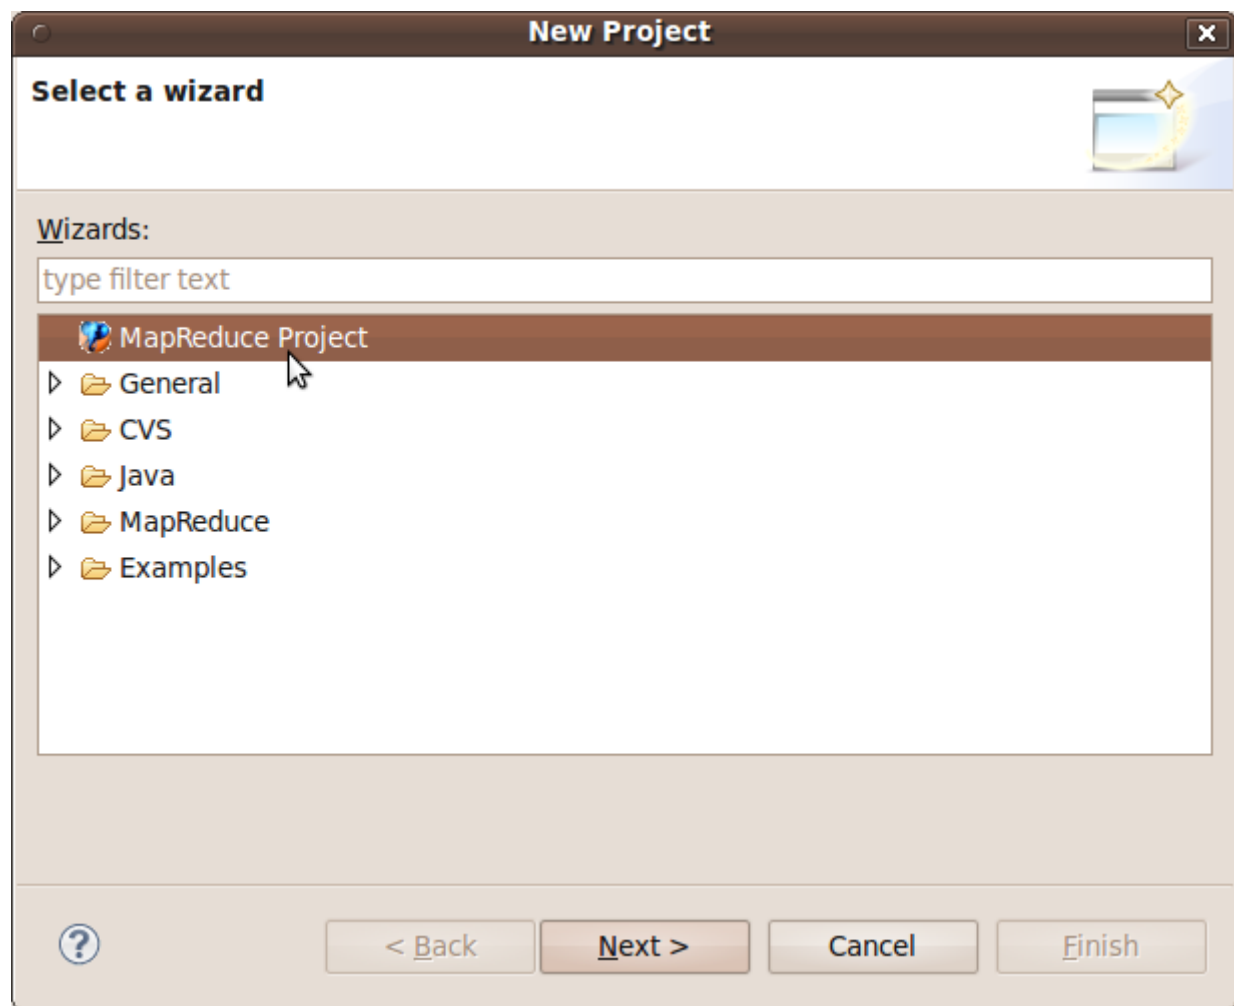 New Project
Select a wizard
Wizards:
type filter text
MapReduce Project
General
CVS
Java
MapReduce
Examples
? < Back Next > Cancel Finish